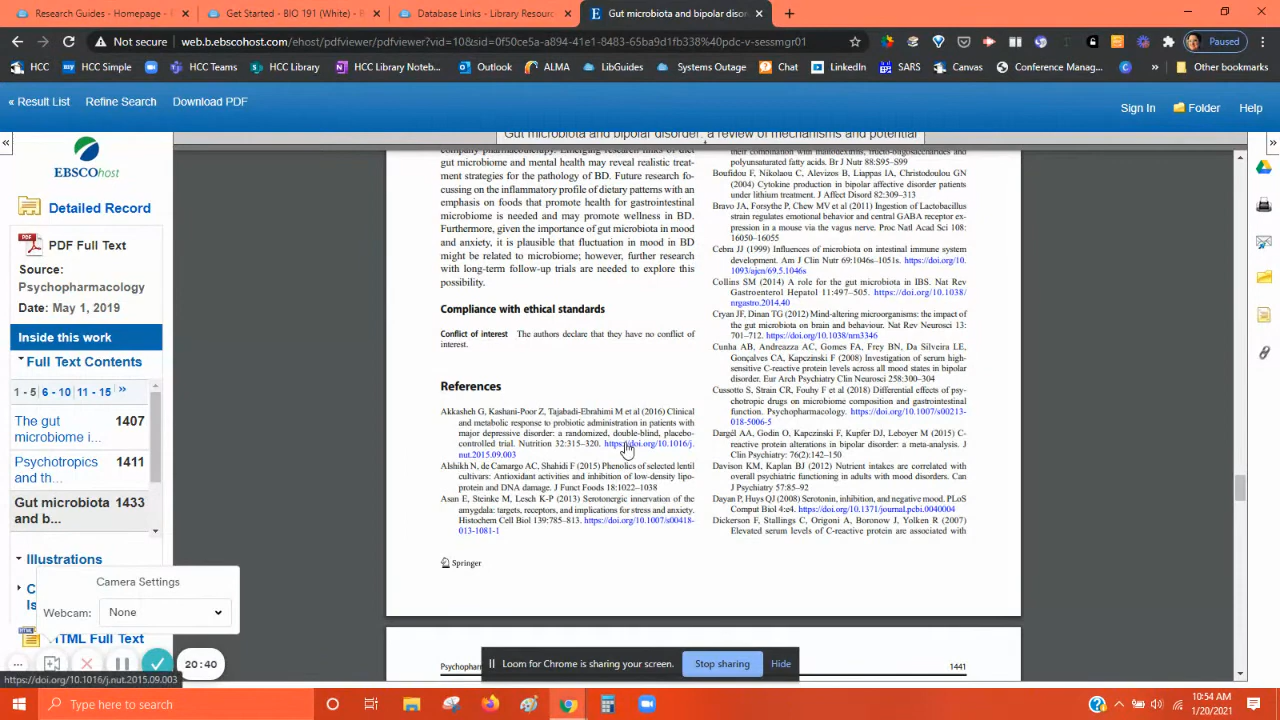 Research Guides - Homepage - E
Get Started - BIO 191 (White) - B
Database Links - Library Resourc
Gut microbiota and bipolar disor
Not secure
web.b.ebscohost.com/ehost/pdfviewer/pdfviewer?vid=10&sid=0f50ce5a-a894-41e1-8483-65ba9d1fb338%40pdc-v-sessmgr01
Paused
HCC
HCC Simple
HCC Teams
HCC Library
HCC Library Noteb...
Outlook
ALMA
LibGuides
Systems Outage
Chat
LinkedIn
SARS
Canvas
Conference Manag...
Other bookmarks
« Result List
Refine Search
Download PDF
Sign In
Folder
Help
Gut microbiota and bipolar disorder: a review of mechanisms and potential
EBSCOhost
Detailed Record
PDF Full Text
Source:
Psychopharmacology
Date: May 1, 2019
Inside this work
Full Text Contents
1 - 5
6 - 10
11 - 15
»
The gut
microbiome i...
1407
Psychotropics
and th...
1411
Gut microbiota
and b...
1433
Illustrations
HTML Full Text
Camera Settings
Webcam:
None
20:40
company pharmacotherapy. Emerging research links of diet
gut microbiome and mental health may reveal realistic treat-
ment strategies for the pathology of BD. Future research fo-
cussing on the inflammatory profile of dietary patterns with an
emphasis on foods that promote health for gastrointestinal
microbiome is needed and may promote wellness in BD.
Furthermore, given the importance of gut microbiota in mood
and anxiety, it is plausible that fluctuation in mood in BD
might be related to microbiome; however, further research
with long-term follow-up trials are needed to explore this
possibility.
Compliance with ethical standards
Conflict of interest The authors declare that they have no conflict of
interest.
References
Akkasheh G, Kashani-Poor Z, Tajabadi-Ebrahimi M et al (2016) Clinical
and metabolic response to probiotic administration in patients with
major depressive disorder: a randomized, double-blind, placebo-
controlled trial. Nutrition 32:315–320. https://doi.org/10.1016/j.
nut.2015.09.003
Alshikh N, de Camargo AC, Shahidi F (2015) Phenolics of selected lentil
cultivars: Antioxidant activities and inhibition of low-density lipo-
protein and DNA damage. J Funct Foods 18:1022–1038
Asan E, Steinke M, Lesch K-P (2013) Serotonergic innervation of the
amygdala: targets, receptors, and implications for stress and anxiety.
Histochem Cell Biol 139:785–813. https://doi.org/10.1007/s00418-
013-1081-1
Springer
their combination with maltodextrins, fructo-oligosaccharides and
polyunsaturated fatty acids. Br J Nutr 88:S95–S99
Boufidou F, Nikolaou C, Alevizos B, Liappas IA, Christodoulou GN
(2004) Cytokine production in bipolar affective disorder patients
under lithium treatment. J Affect Disord 82:309–313
Bravo JA, Forsythe P, Chew MV et al (2011) Ingestion of Lactobacillus
strain regulates emotional behavior and central GABA receptor ex-
pression in a mouse via the vagus nerve. Proc Natl Acad Sci 108:
16050–16055
Cebra JJ (1999) Influences of microbiota on intestinal immune system
development. Am J Clin Nutr 69:1046s–1051s. https://doi.org/10.
1093/ajcn/69.5.1046s
Collins SM (2014) A role for the gut microbiota in IBS. Nat Rev
Gastroenterol Hepatol 11:497–505. https://doi.org/10.1038/
nrgastro.2014.40
Cryan JF, Dinan TG (2012) Mind-altering microorganisms: the impact of
the gut microbiota on brain and behaviour. Nat Rev Neurosci 13:
701–712. https://doi.org/10.1038/nrn3346
Cunha AB, Andreazza AC, Gomes FA, Frey BN, Da Silveira LE,
Gonçalves CA, Kapczinski F (2008) Investigation of serum high-
sensitive C-reactive protein levels across all mood states in bipolar
disorder. Eur Arch Psychiatry Clin Neurosci 258:300–304
Cussotto S, Strain CR, Fouhy F et al (2018) Differential effects of psy-
chotropic drugs on microbiome composition and gastrointestinal
function. Psychopharmacology. https://doi.org/10.1007/s00213-
018-5006-5
Dargél AA, Godin O, Kapczinski F, Kupfer DJ, Leboyer M (2015) C-
reactive protein alterations in bipolar disorder: a meta-analysis. J
Clin Psychiatry: 76(2):142–150
Davison KM, Kaplan BJ (2012) Nutrient intakes are correlated with
overall psychiatric functioning in adults with mood disorders. Can
J Psychiatry 57:85–92
Dayan P, Huys QJ (2008) Serotonin, inhibition, and negative mood. PLoS
Comput Biol 4:e4. https://doi.org/10.1371/journal.pcbi.0040004
Dickerson F, Stallings C, Origoni A, Boronow J, Yolken R (2007)
Elevated serum levels of C-reactive protein are associated with
1441
Loom for Chrome is sharing your screen.
Stop sharing
Hide
https://doi.org/10.1016/j.nut.2015.09.003
Type here to search
10:54 AM
1/20/2021